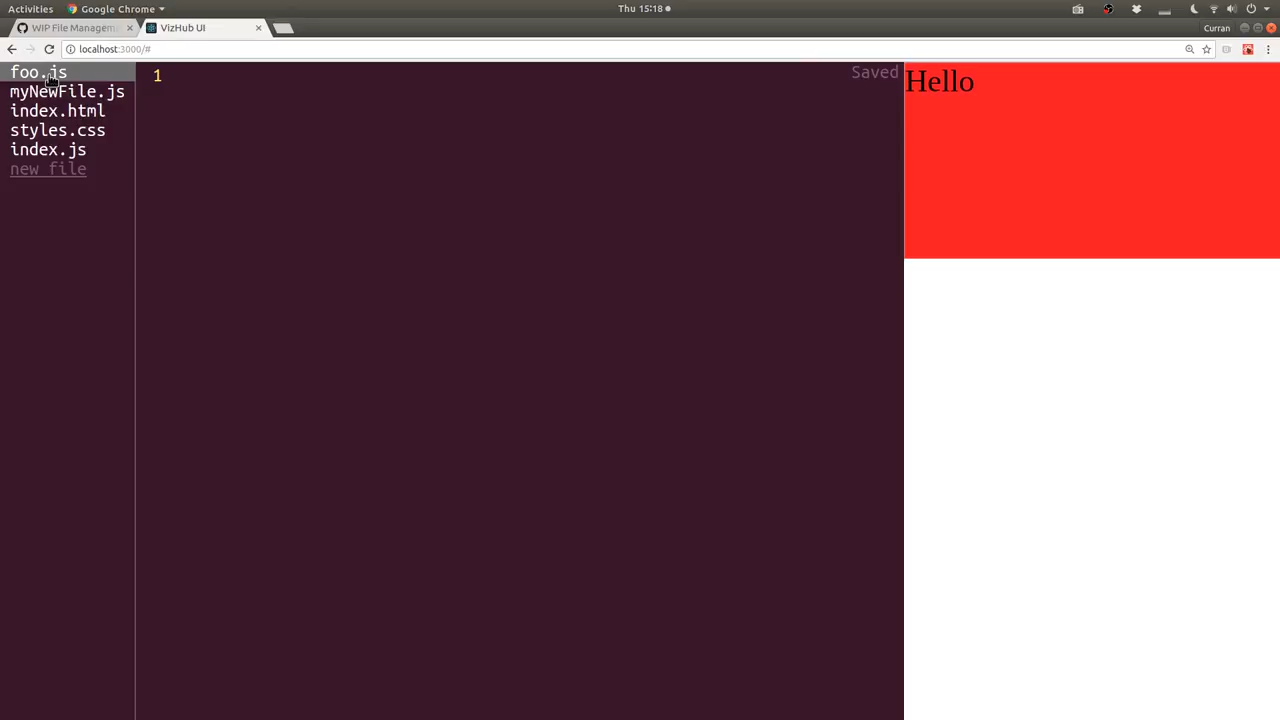 Activities Google Chrome Thu 15:18
WIP File Managem VizHub UI Curran
localhost:3000/#
foo.js
myNewFile.js
index.html
styles.css
index.js
new file
1
Saved
Hello